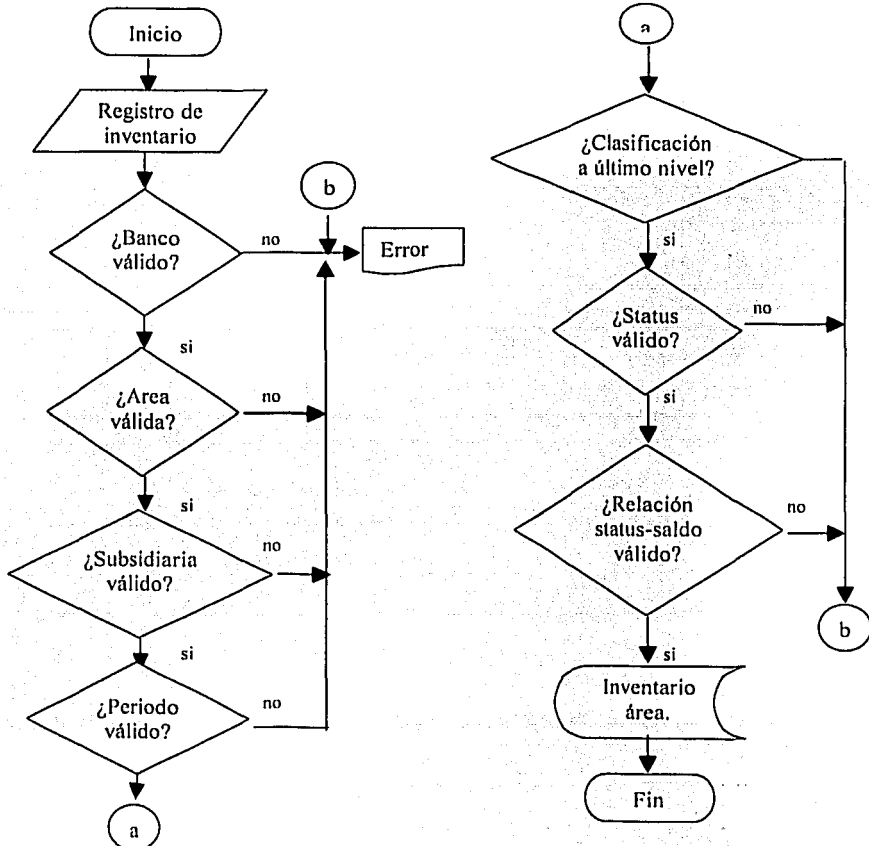 Inicio
Registro de
inventario
¿Banco
válido?
no
b
Error
si
¿Area
válida?
no
si
¿Subsidiaria
válido?
no
si
¿Periodo
válido?
no
a
a
¿Clasificación
a último nivel?
si
¿Status
válido?
no
si
¿Relación
status-saldo
válido?
no
b
si
Inventario
área.
Fin